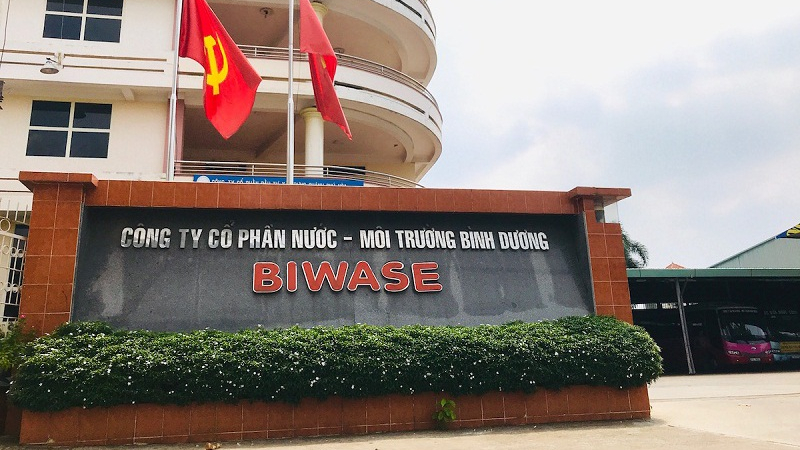 CÔNG TY CỔ PHẦN NƯỚC - MÔI TRƯỜNG BÌNH DƯƠNG
BIWASE